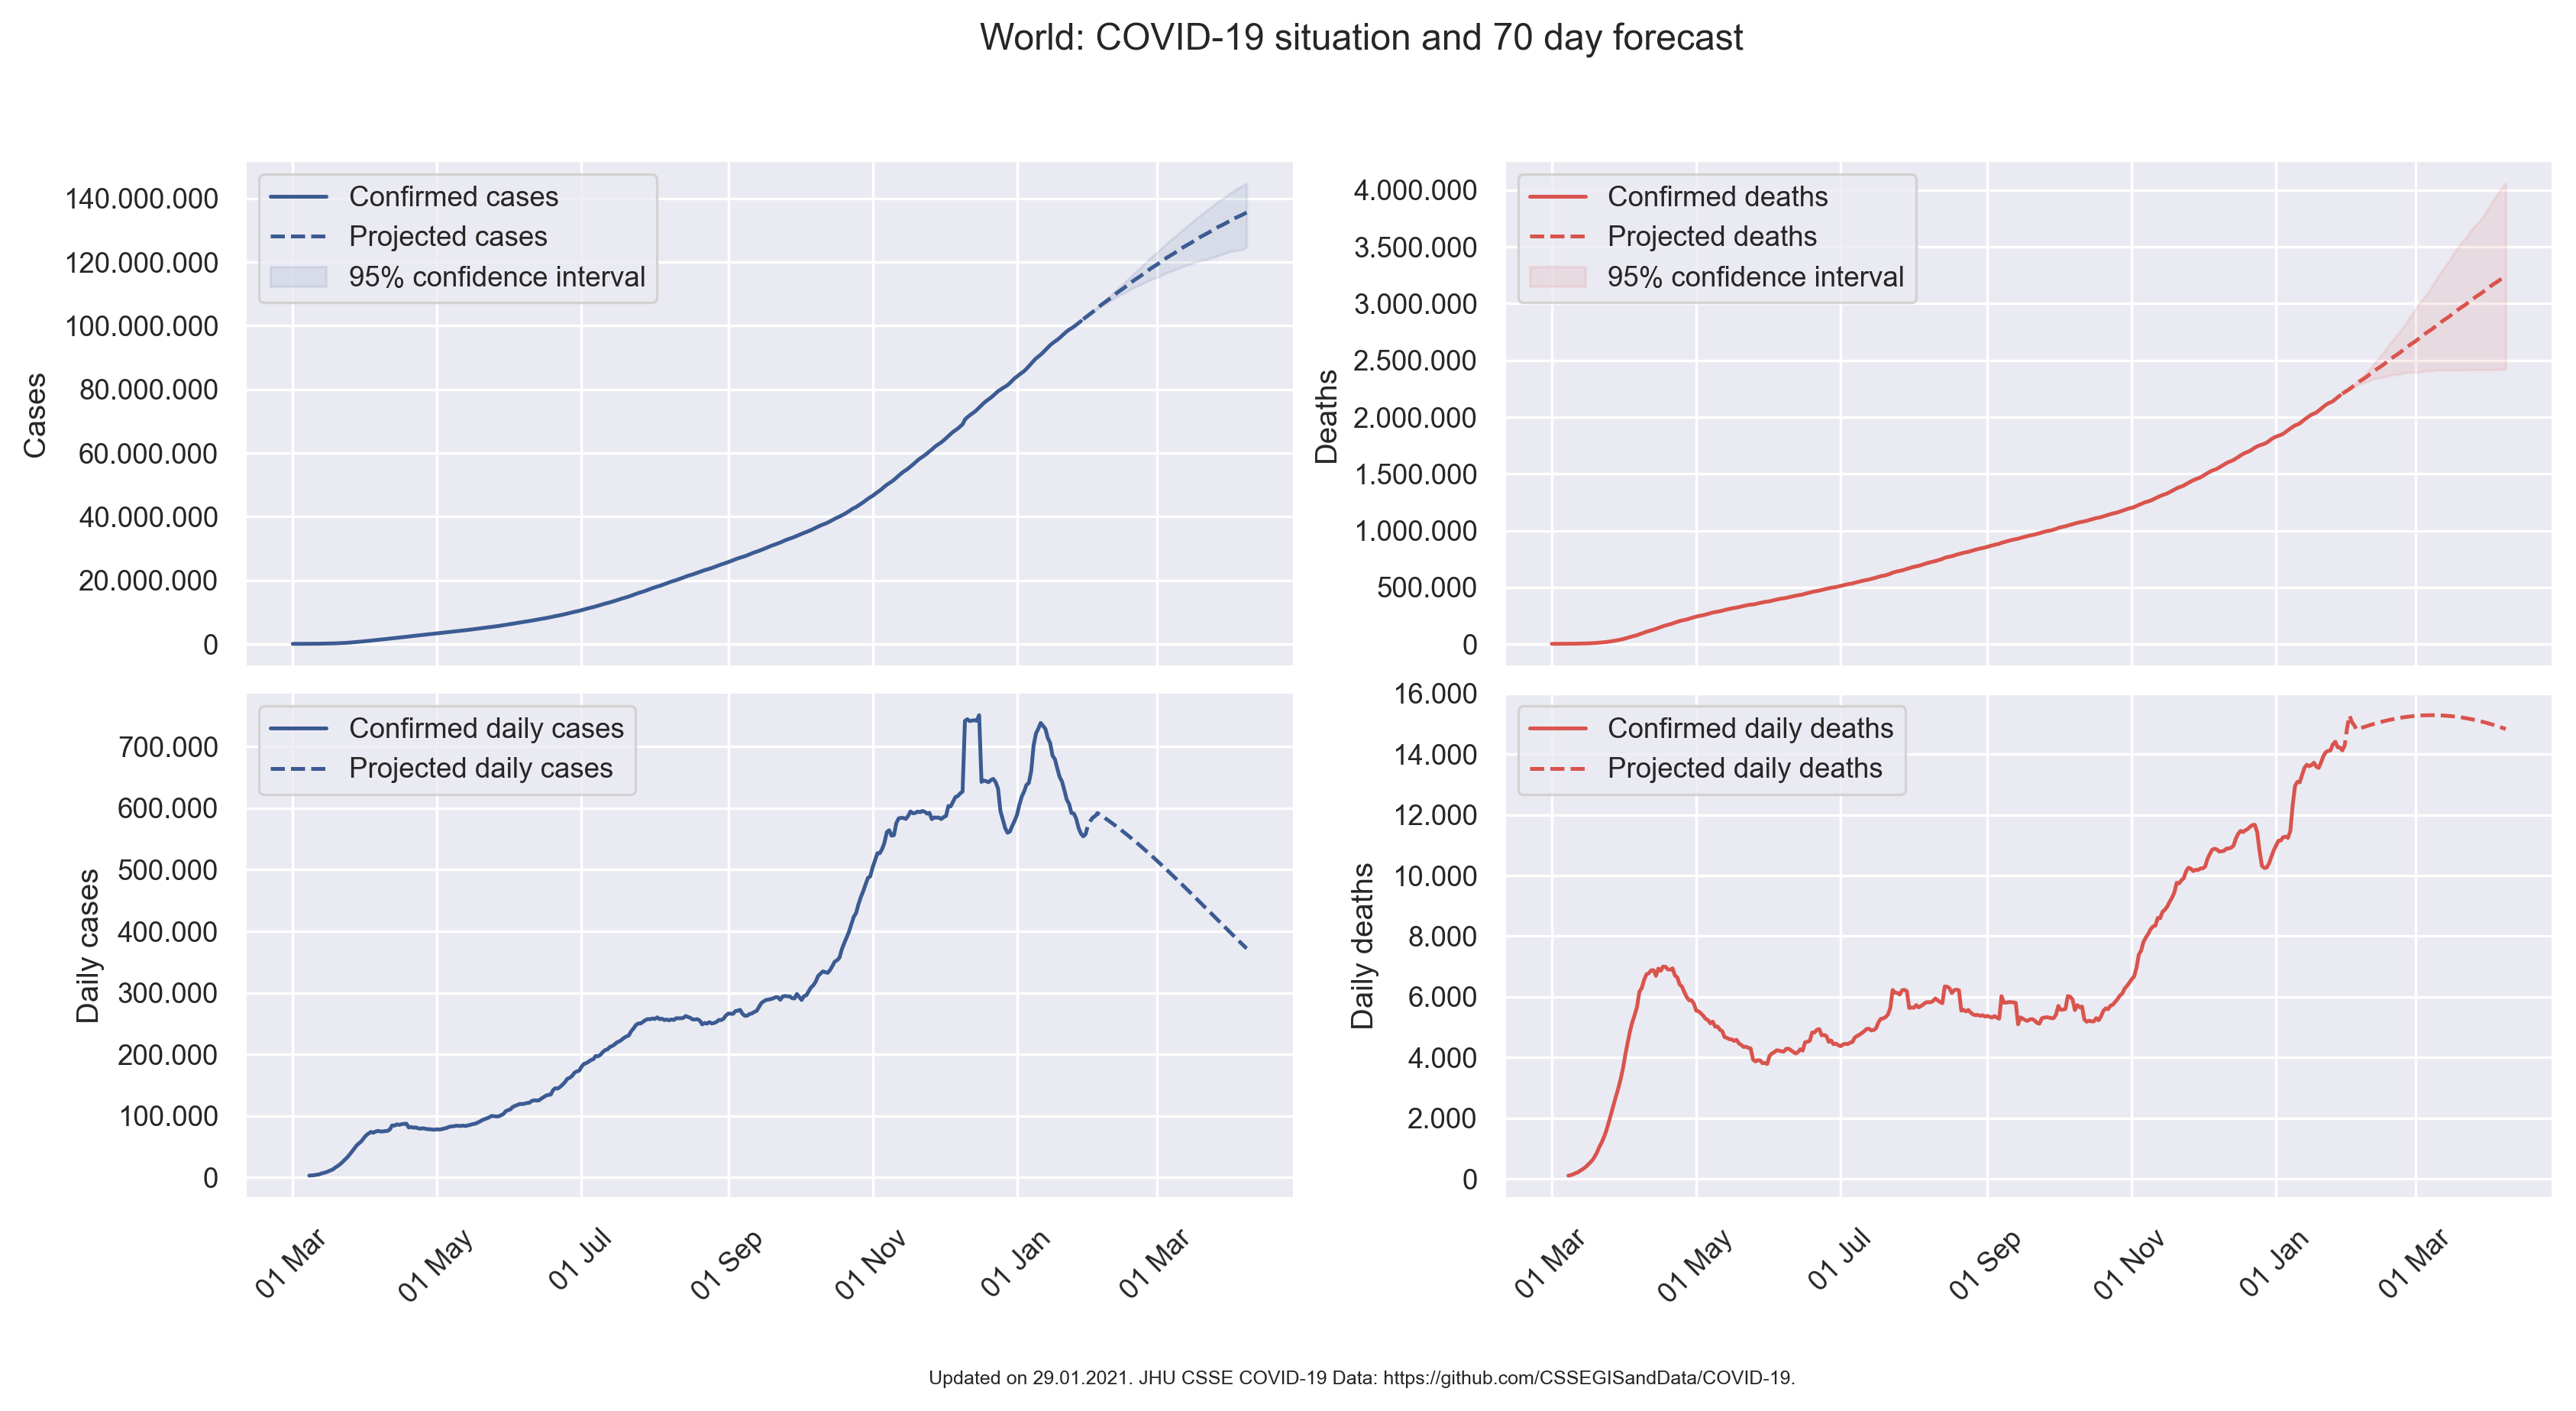 World: COVID-19 situation and 70 day forecast
Confirmed cases
Projected cases
95% confidence interval
140.000.000
120.000.000
100.000.000
80.000.000
60.000.000
40.000.000
20.000.000
0
Cases
Confirmed deaths
Projected deaths
95% confidence interval
4.000.000
3.500.000
3.000.000
2.500.000
2.000.000
1.500.000
1.000.000
500.000
0
Deaths
Confirmed daily cases
Projected daily cases
700.000
600.000
500.000
400.000
300.000
200.000
100.000
0
Daily cases
01 Mar
01 May
01 Jul
01 Sep
01 Nov
01 Jan
01 Mar
Confirmed daily deaths
Projected daily deaths
16.000
14.000
12.000
10.000
8.000
6.000
4.000
2.000
0
Daily deaths
01 Mar
01 May
01 Jul
01 Sep
01 Nov
01 Jan
01 Mar
Updated on 29.01.2021. JHU CSSE COVID-19 Data: https://github.com/CSSEGISandData/COVID-19.